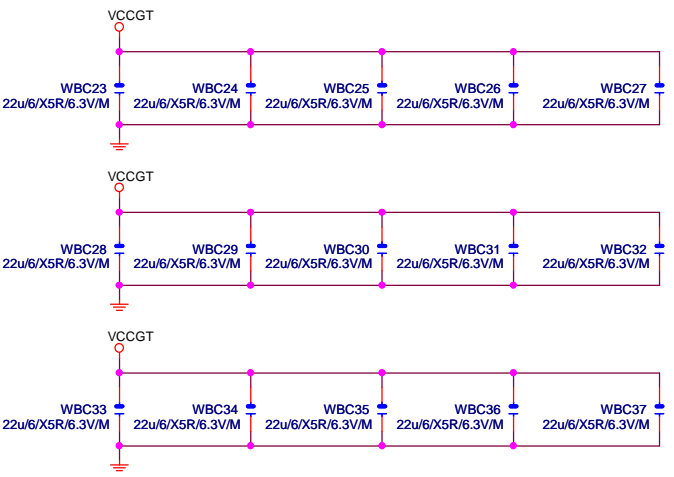 VCCGT
WBC23 WBC24 WBC25 WBC26 WBC27
22u/6/X5R/6.3V/M 22u/6/X5R/6.3V/M 22u/6/X5R/6.3V/M 22u/6/X5R/6.3V/M 22u/6/X5R/6.3V/M
VCCGT
WBC28 WBC29 WBC30 WBC31 WBC32
22u/6/X5R/6.3V/M 22u/6/X5R/6.3V/M 22u/6/X5R/6.3V/M 22u/6/X5R/6.3V/M 22u/6/X5R/6.3V/M
VCCGT
WBC33 WBC34 WBC35 WBC36 WBC37
22u/6/X5R/6.3V/M 22u/6/X5R/6.3V/M 22u/6/X5R/6.3V/M 22u/6/X5R/6.3V/M 22u/6/X5R/6.3V/M